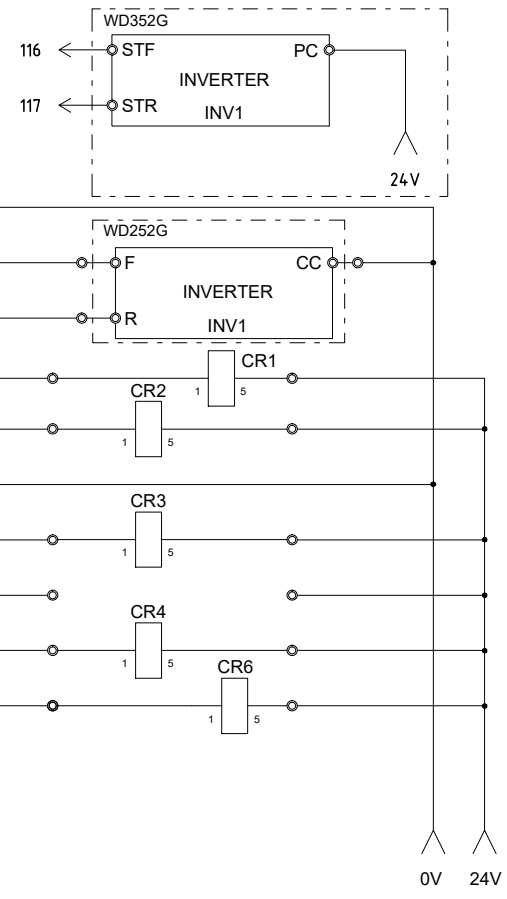 WD352G
116 STF PC
INVERTER
117 STR
INV1
24V
WD252G
F CC
INVERTER
R
INV1
CR1
1 5
CR2
1 5
CR3
1 5
CR4
1 5
CR6
1 5
0V 24V